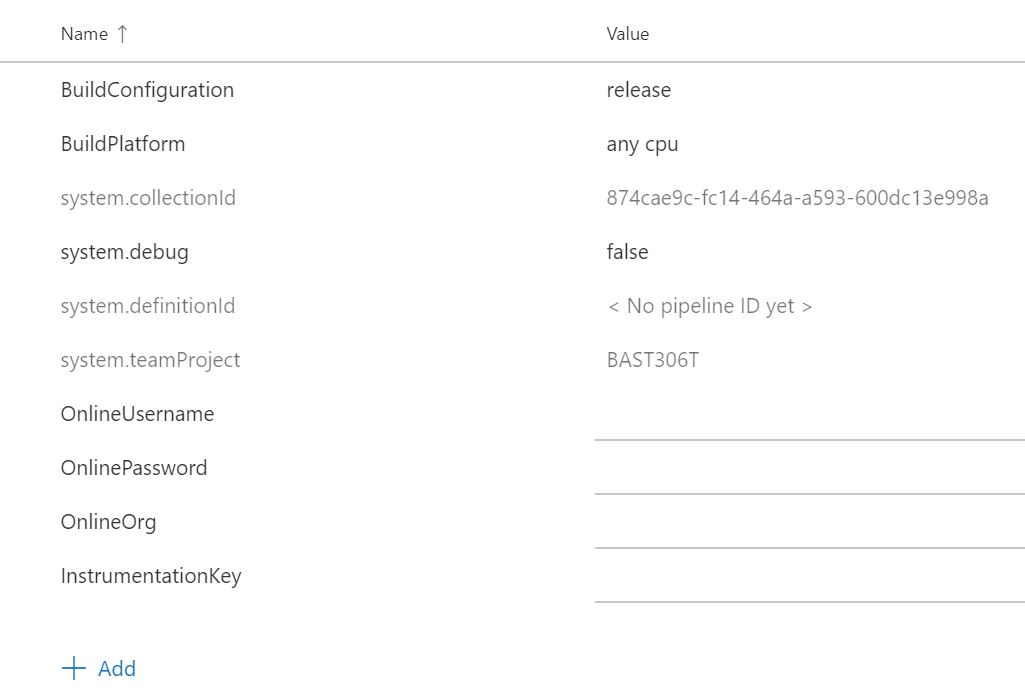 Name ↑ Value
BuildConfiguration release
BuildPlatform any cpu
system.collectionId 874cae9c-fc14-464a-a593-600dc13e998a
system.debug false
system.definitionId < No pipeline ID yet >
system.teamProject BAST306T
OnlineUsername
OnlinePassword
OnlineOrg
InstrumentationKey
+ Add